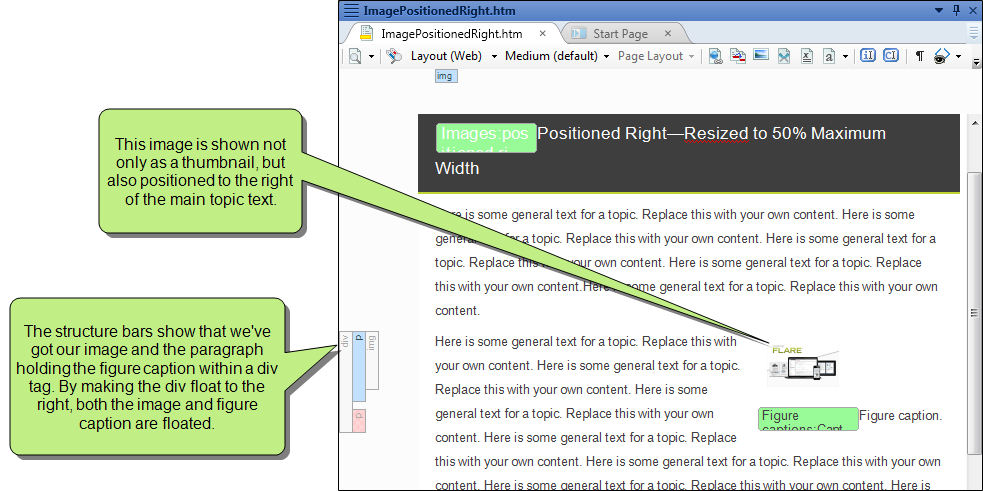 ImagePositionedRight.htm
ImagePositionedRight.htm
Start Page
Layout (Web)
Medium (default)
Page Layout
img
Images:pos
Positioned Right—Resized to 50% Maximum
Width
This image is shown not
only as a thumbnail, but
also positioned to the right
of the main topic text.
is some general text for a topic. Replace this with your own content. Here is some
general for a topic. Replace this with your own content. Here is some general text for a
topic. Replace this with your own content. Here is some general text for a topic. Replace
this with your own content.Here is some general text for a topic. Replace this with your own
content.
The structure bars show that we've
got our image and the paragraph
holding the figure caption within a div
tag. By making the div float to the
right, both the image and figure
caption are floated.
div
p
img
p
Here is some general text for a topic. Replace this with
your own content. Here is some general text for a topic.
Replace this with your own content. Here is some
general text for a topic. Replace this with your own
content. Here is some general text for a topic. Replace
this with your own content. Here is some general text for a topic. Replace this with your
own content. Here is some general text for a topic. Replace this with your own content. Here is
FLARE
Figure
captions:Capt
Figure caption.